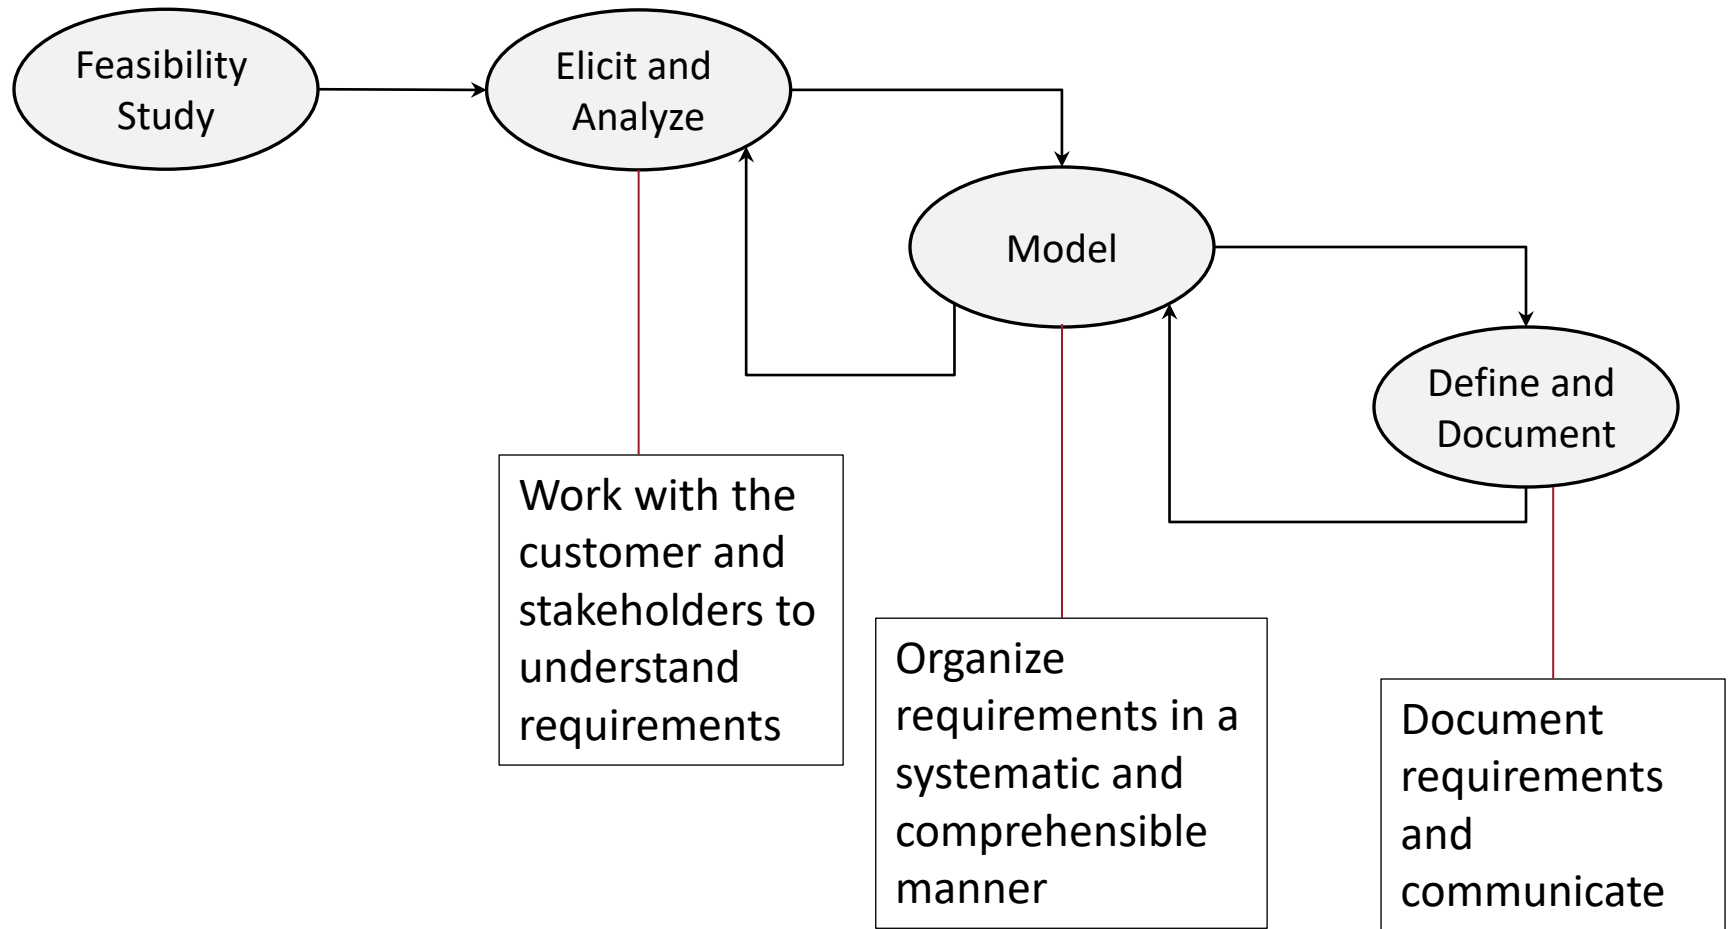 Feasibility
Study
Elicit and
Analyze
Model
Define and
Document
Work with the
customer and
stakeholders to
understand
requirements
Organize
requirements in a
systematic and
comprehensible
manner
Document
requirements
and
communicate